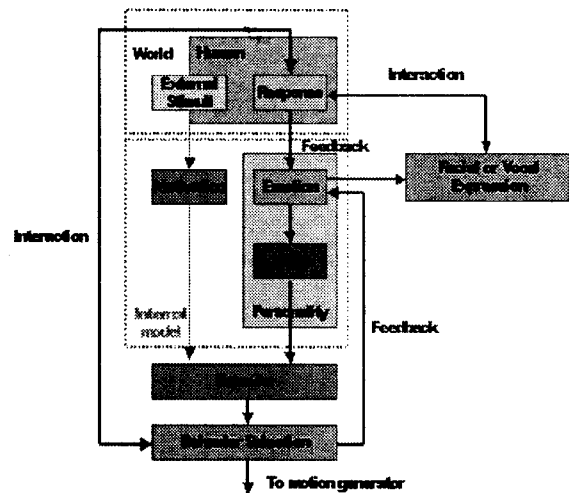 World
Human
External
Stimuli
Response
Interaction
Feedback
Motivation
Emotion
Facial or Vocal
Expression
Interaction
Personality
Internal
model
Feedback
Behavior Selection
To motion generator